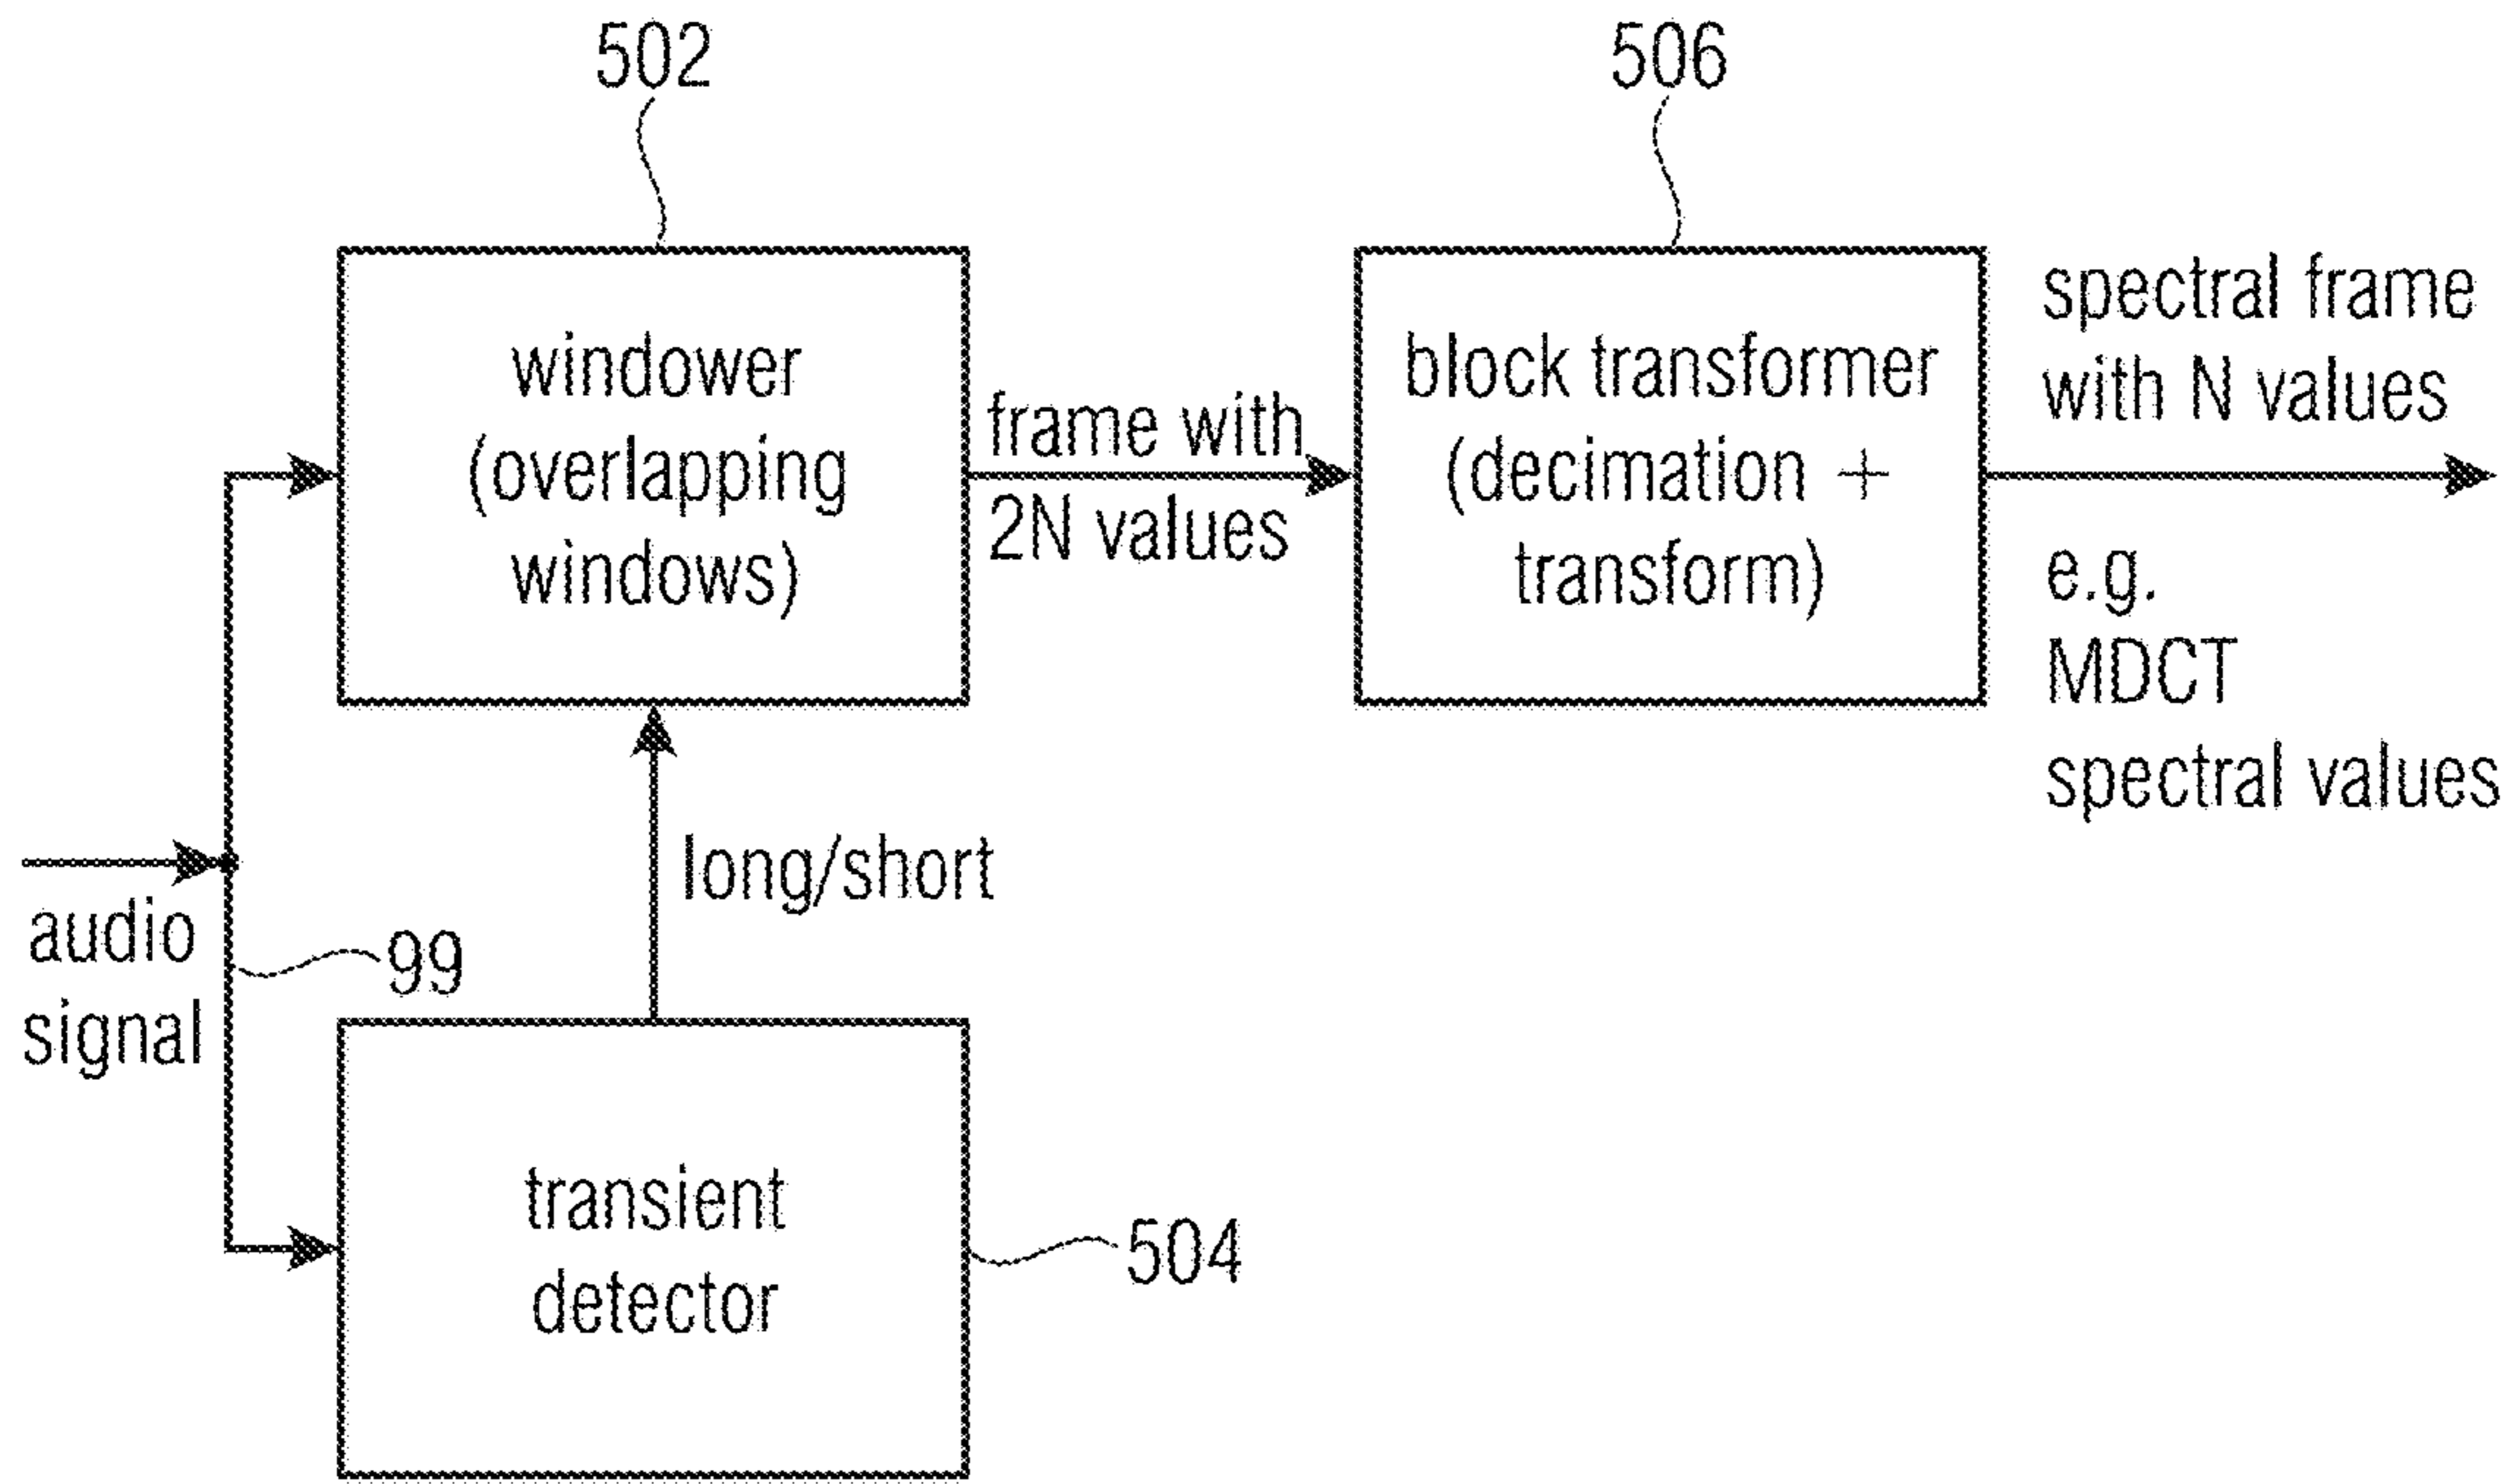 502
506
windower
(overlapping
windows)
frame with
2N values
block transformer
(decimation +
transform)
spectral frame
with N values
e.g.
MDCT
spectral values
long/short
audio
signal
99
transient
detector
504